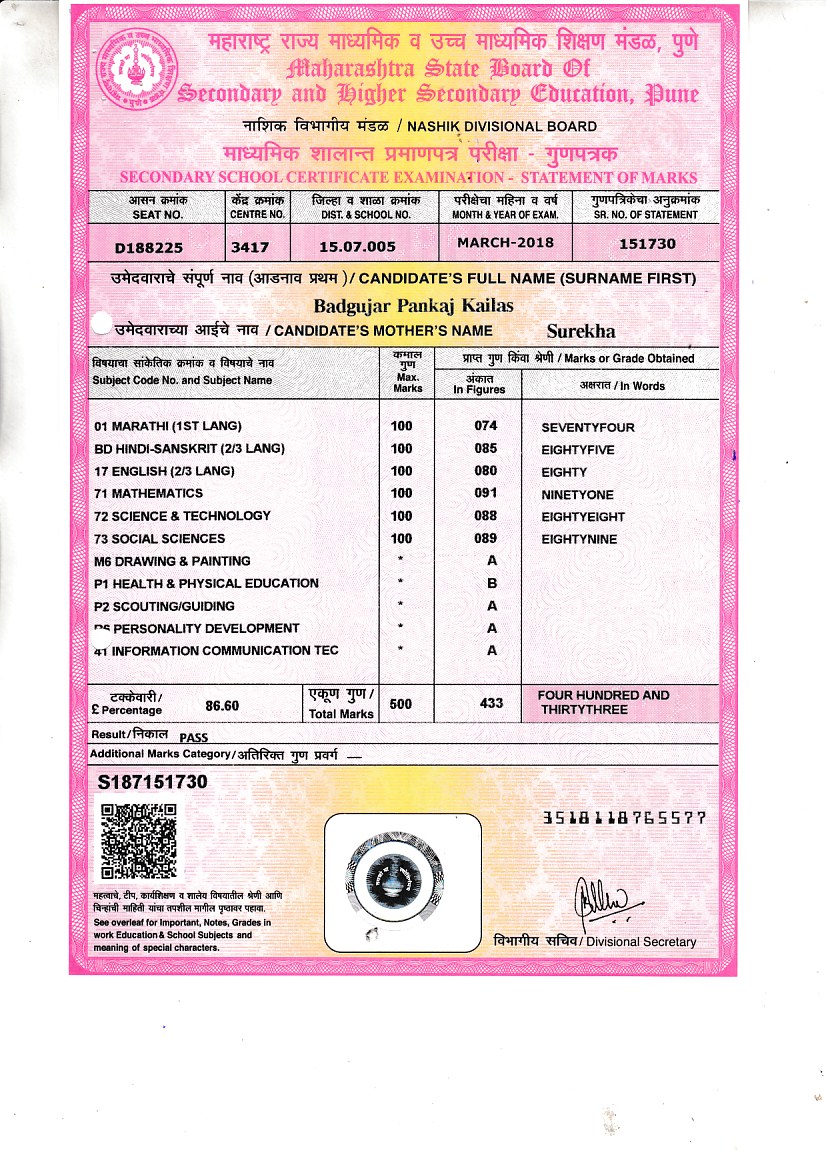 महाराष्ट्र राज्य माध्यमिक व उच्च माध्यमिक शिक्षण मंडळ, पुणे
Maharashtra State Board Of
Secondary and Higher Secondary Education, Pune
नाशिक विभागीय मंडळ / NASHIK DIVISIONAL BOARD
माध्यमिक शालान्त प्रमाणपत्र परीक्षा - गुणपत्रक
SECONDARY SCHOOL CERTIFICATE EXAMINATION - STATEMENT OF MARKS
आसन क्रमांक केंद्र क्रमांक जिल्हा व शाळा क्रमांक परीक्षेचा महिना व वर्ष गुणपत्रिकेचा अनुक्रमांक
SEAT NO. CENTRE NO. DIST. & SCHOOL NO. MONTH & YEAR OF EXAM. SR. NO. OF STATEMENT
D188225 3417 15.07.005 MARCH-2018 151730
उमेदवाराचे संपूर्ण नाव (आडनाव प्रथम) / CANDIDATE'S FULL NAME (SURNAME FIRST)
Badgujar Pankaj Kailas
उमेदवाराच्या आईचे नाव / CANDIDATE'S MOTHER'S NAME Surekha
विषयाचा सांकेतिक क्रमांक व विषयाचे नाव
Subject Code No. and Subject Name
कमाल
गुण
Max.
Marks
प्राप्त गुण किंवा श्रेणी / Marks or Grade Obtained
अंकात
In Figures
अक्षरात / In Words
01 MARATHI (1ST LANG) 100 074 SEVENTYFOUR
BD HINDI-SANSKRIT (2/3 LANG) 100 085 EIGHTYFIVE
17 ENGLISH (2/3 LANG) 100 080 EIGHTY
71 MATHEMATICS 100 091 NINETYONE
72 SCIENCE & TECHNOLOGY 100 088 EIGHTYEIGHT
73 SOCIAL SCIENCES 100 089 EIGHTYNINE
M6 DRAWING & PAINTING * A
P1 HEALTH & PHYSICAL EDUCATION * B
P2 SCOUTING/GUIDING * A
PERSONALITY DEVELOPMENT * A
41 INFORMATION COMMUNICATION TEC * A
टक्केवारी /
£ Percentage
86.60
एकूण गुण /
Total Marks
500 433
FOUR HUNDRED AND
THIRTYTHREE
Result/निकाल PASS
Additional Marks Category/अतिरिक्त गुण प्रवर्ग —
S187151730
3518118765577
महत्वाचे, टीप, कार्यशिक्षण व शालेय विषयातील श्रेणी आणि
चिन्हांची माहिती यांचा तपशील मागील पृष्ठावर पहावा.
See overleaf for Important, Notes, Grades in
work Education & School Subjects and
meaning of special characters.
विभागीय सचिव / Divisional Secretary